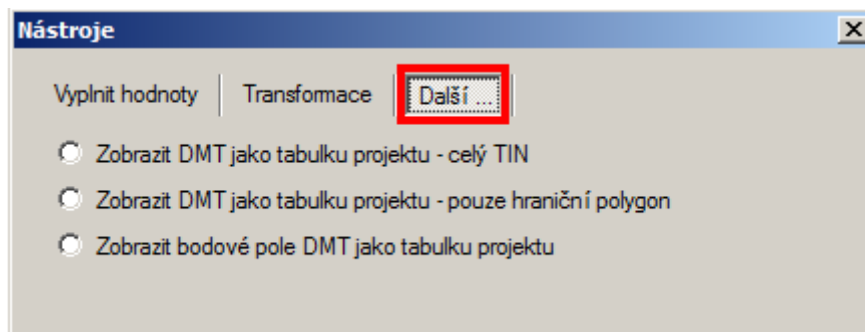 Nástroje
Vyplnit hodnoty Transformace Další ...
Zobrazit DMT jako tabulku projektu - celý TIN
Zobrazit DMT jako tabulku projektu - pouze hraniční polygon
Zobrazit bodové pole DMT jako tabulku projektu